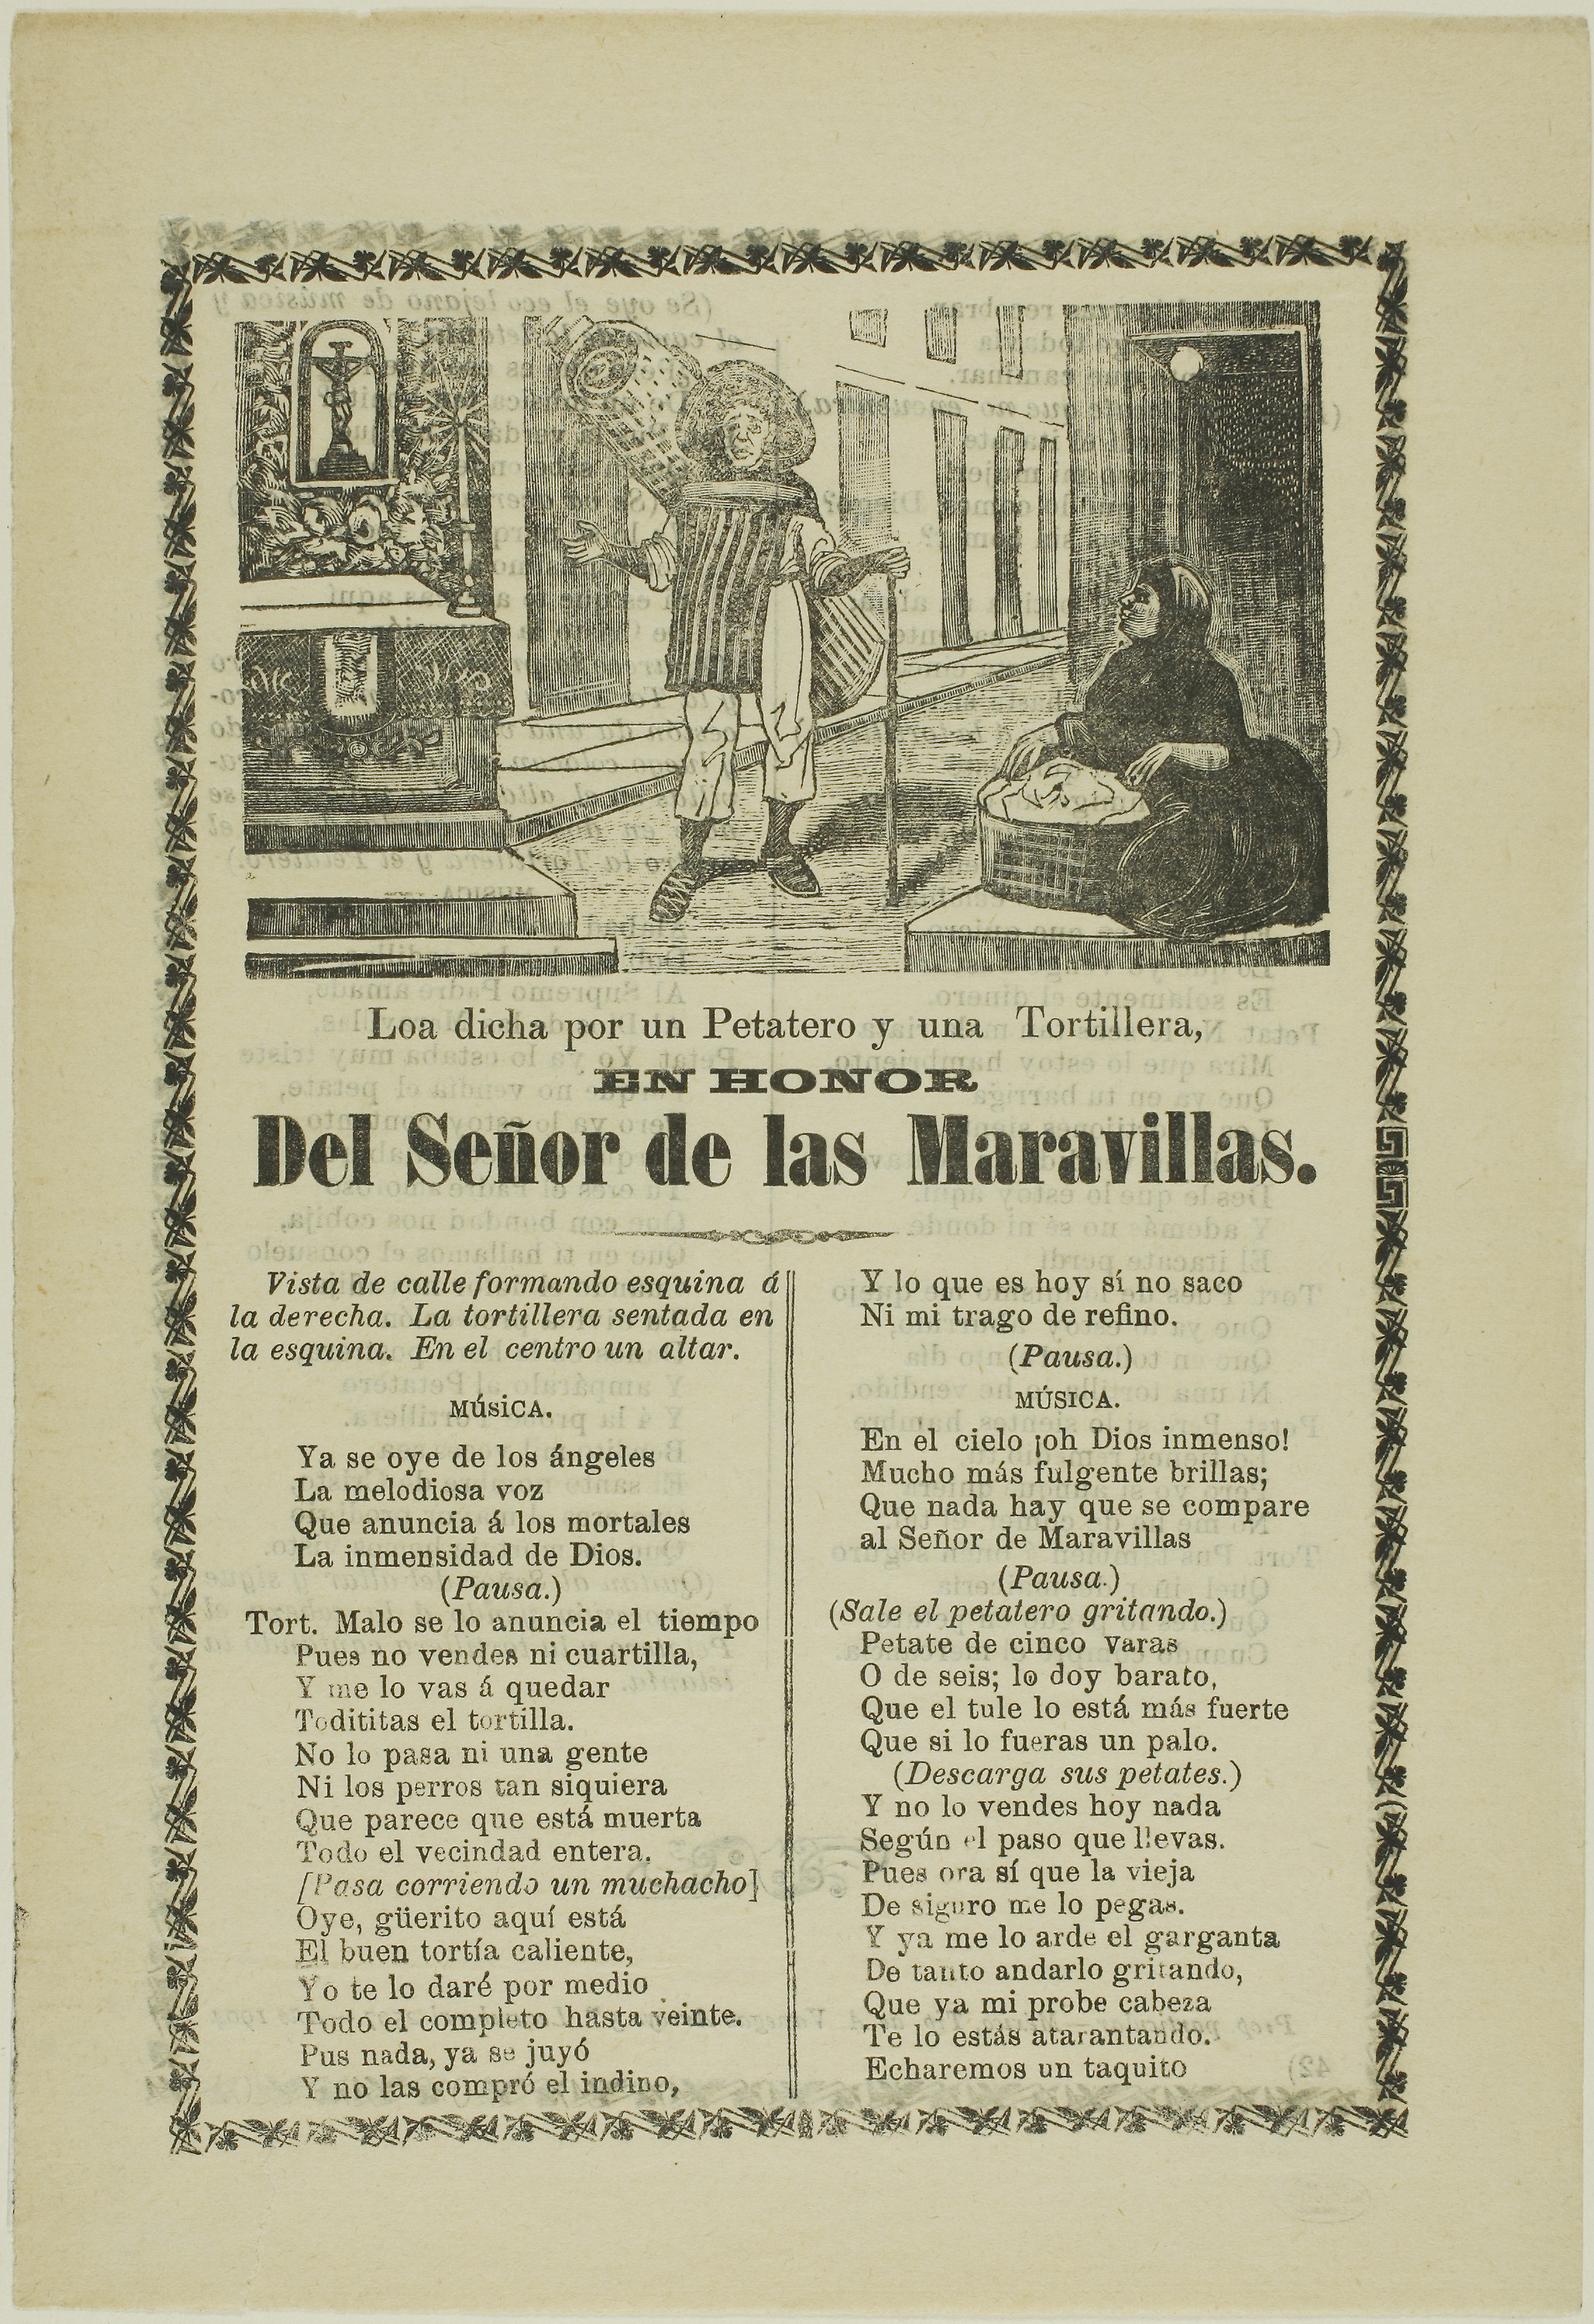 Loa dicha por un Petatero y una Tortillera,
EN HONOR
Del Señor de las Maravillas.
Vista de calle formando esquina á
la derecha. La tortillera sentada en
la esquina. En el centro un altar.
MÚSICA.
Ya se oye de los ángeles
La melodiosa voz
Que anuncia á los mortales
La inmensidad de Dios.
(Pausa.)
Tort. Malo se lo anuncia el tiempo
Pues no vendes ni cuartilla,
Y me lo vas á quedar
Todititas el tortilla.
No lo pasa ni una gente
Ni los perros tan siquiera
Que parece que está muerta
Todo el vecindad entera.
[Pasa corriendo un muchacho]
Oye, güerito aquí está
El buen tortía caliente,
Yo te lo daré por medio
Todo el completo hasta veinte.
Pus nada, ya se juyó
Y no las compró el indino,
Y lo que es hoy sí no saco
Ni mi trago de refino.
(Pausa.)
MÚSICA.
En el cielo ¡oh Dios inmenso!
Mucho más fulgente brillas;
Que nada hay que se compare
al Señor de Maravillas
(Pausa.)
(Sale el petatero gritando.)
Petate de cinco varas
O de seis; lo doy barato,
Que el tule lo está más fuerte
Que si lo fueras un palo.
(Descarga sus petates.)
Y no lo vendes hoy nada
Según el paso que llevas.
Pues ora sí que la vieja
De siguro me lo pegas.
Y ya me lo arde el garganta
De tanto andarlo gritando,
Que ya mi probe cabeza
Te lo estás atarantando.
Echaremos un taquito